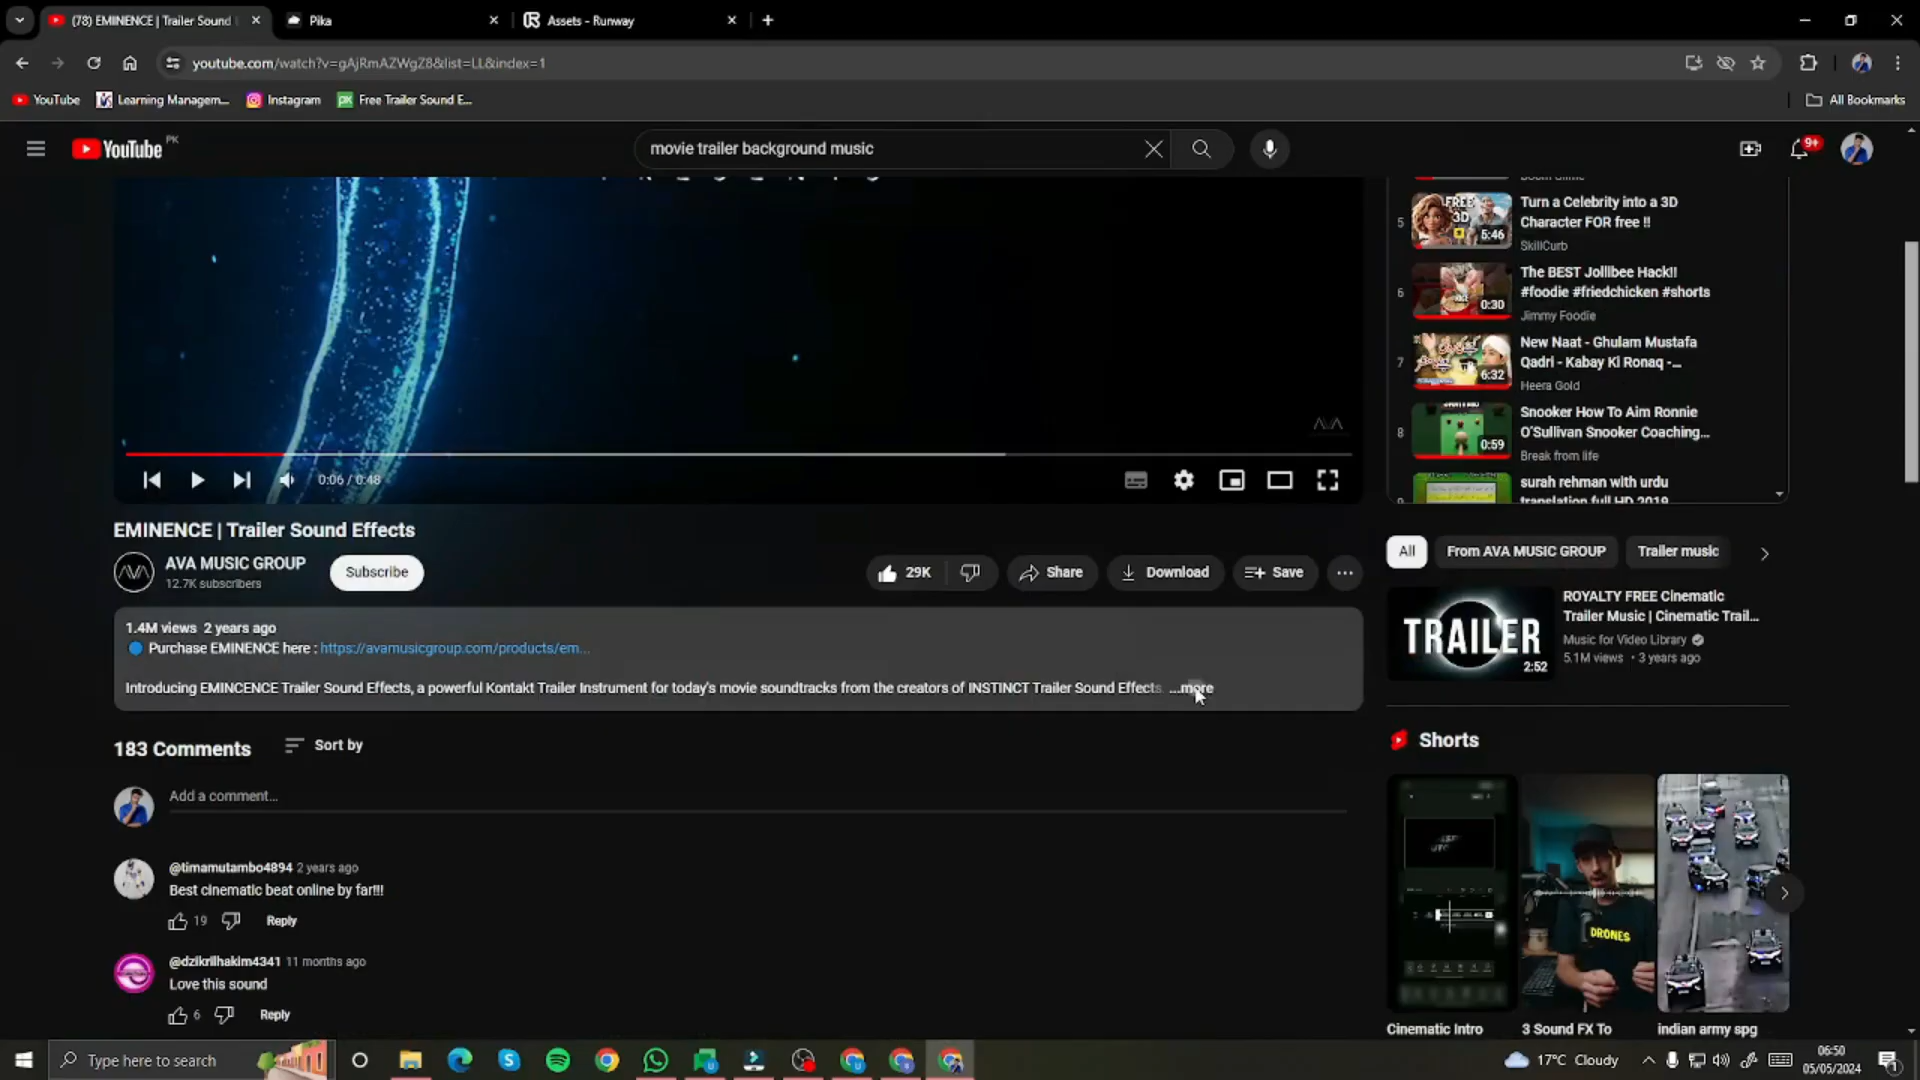 (78) EMINENCE | Trailer Sound
Pika
Assets - Runway
youtube.com/watch?v=gAjRmAZWgZ8&list=LL&index=1
YouTube
Learning Managem...
Instagram
Free Trailer Sound E...
All Bookmarks
YouTube PK
movie trailer background music
9+
5
FREE
3D
5:46
Turn a Celebrity into a 3D
Character FOR free !!
SkillCurb
6
0:30
The BEST Jollibee Hack!!
#foodie #friedchicken #shorts
Jimmy Foodie
7
6:32
New Naat - Ghulam Mustafa
Qadri - Kabay Ki Ronaq -...
Heera Gold
8
0:59
Snooker How To Aim Ronnie
O'Sullivan Snooker Coaching...
Break from life
surah rehman with urdu
translation full HD 2019
AVA
0:06 / 0:48
EMINENCE | Trailer Sound Effects
AVA MUSIC GROUP
12.7K subscribers
Subscribe
29K
Share
Download
Save
All
From AVA MUSIC GROUP
Trailer music
1.4M views 2 years ago
Purchase EMINENCE here : https://avamusicgroup.com/products/em...
Introducing EMINCENCE Trailer Sound Effects, a powerful Kontakt Trailer Instrument for today's movie soundtracks from the creators of INSTINCT Trailer Sound Effects ...more
TRAILER
2:52
ROYALTY FREE Cinematic
Trailer Music | Cinematic Trail...
Music for Video Library
5.1M views • 3 years ago
183 Comments
Sort by
Add a comment...
@timamutambo4894 2 years ago
Best cinematic beat online by far!!!
19
Reply
@dzikrilhakim4341 11 months ago
Love this sound
6
Reply
Shorts
DRONES
Cinematic Intro
3 Sound FX To
indian army spg
Type here to search
17°C Cloudy
06:50
05/05/2024
1